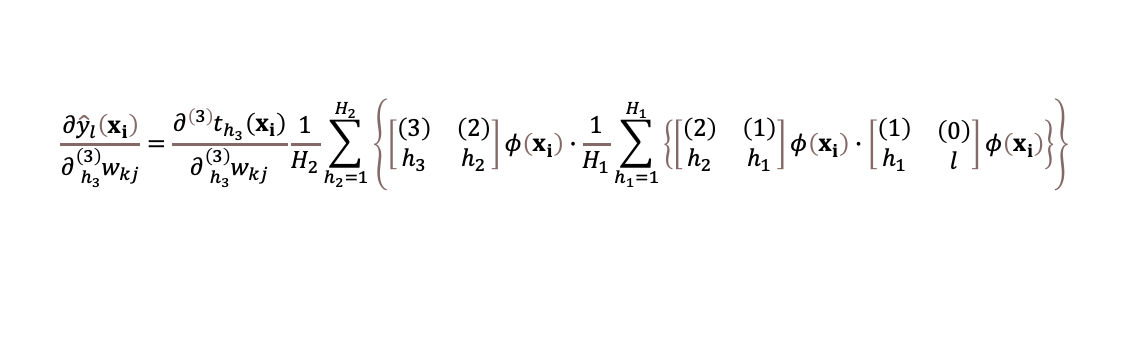 ∂ŷ_l(𝐱_𝐢) / ∂ ^{(3)}_{h_3}w_{kj} = ∂^{(3)}t_{h_3}(𝐱_𝐢) / ∂ ^{(3)}_{h_3}w_{kj} 1/H_2 ∑_{h_2=1}^{H_2} { [ (3) (2) ; h_3 h_2 ] ϕ(𝐱_𝐢) · 1/H_1 ∑_{h_1=1}^{H_1} { [ (2) (1) ; h_2 h_1 ] ϕ(𝐱_𝐢) · [ (1) (0) ; h_1 l ] ϕ(𝐱_𝐢) } }